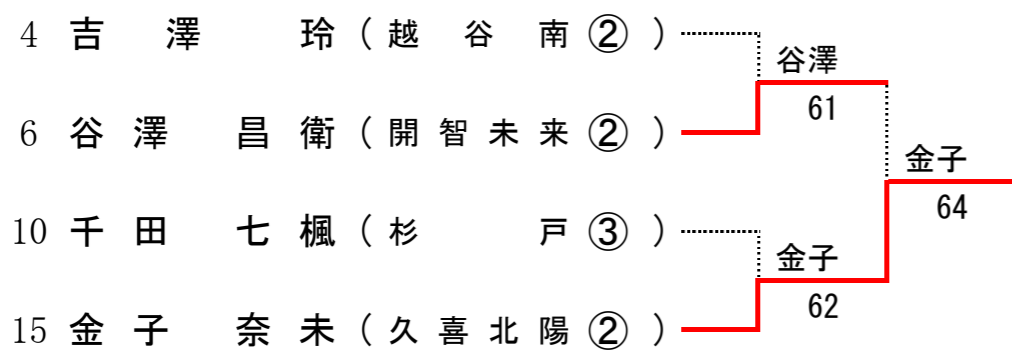 4 吉澤 玲（越谷南②）
谷澤
61
6 谷澤 昌衛（開智未来②）
金子
64
10 千田 七楓（杉戸③）
金子
62
15 金子 奈未（久喜北陽②）